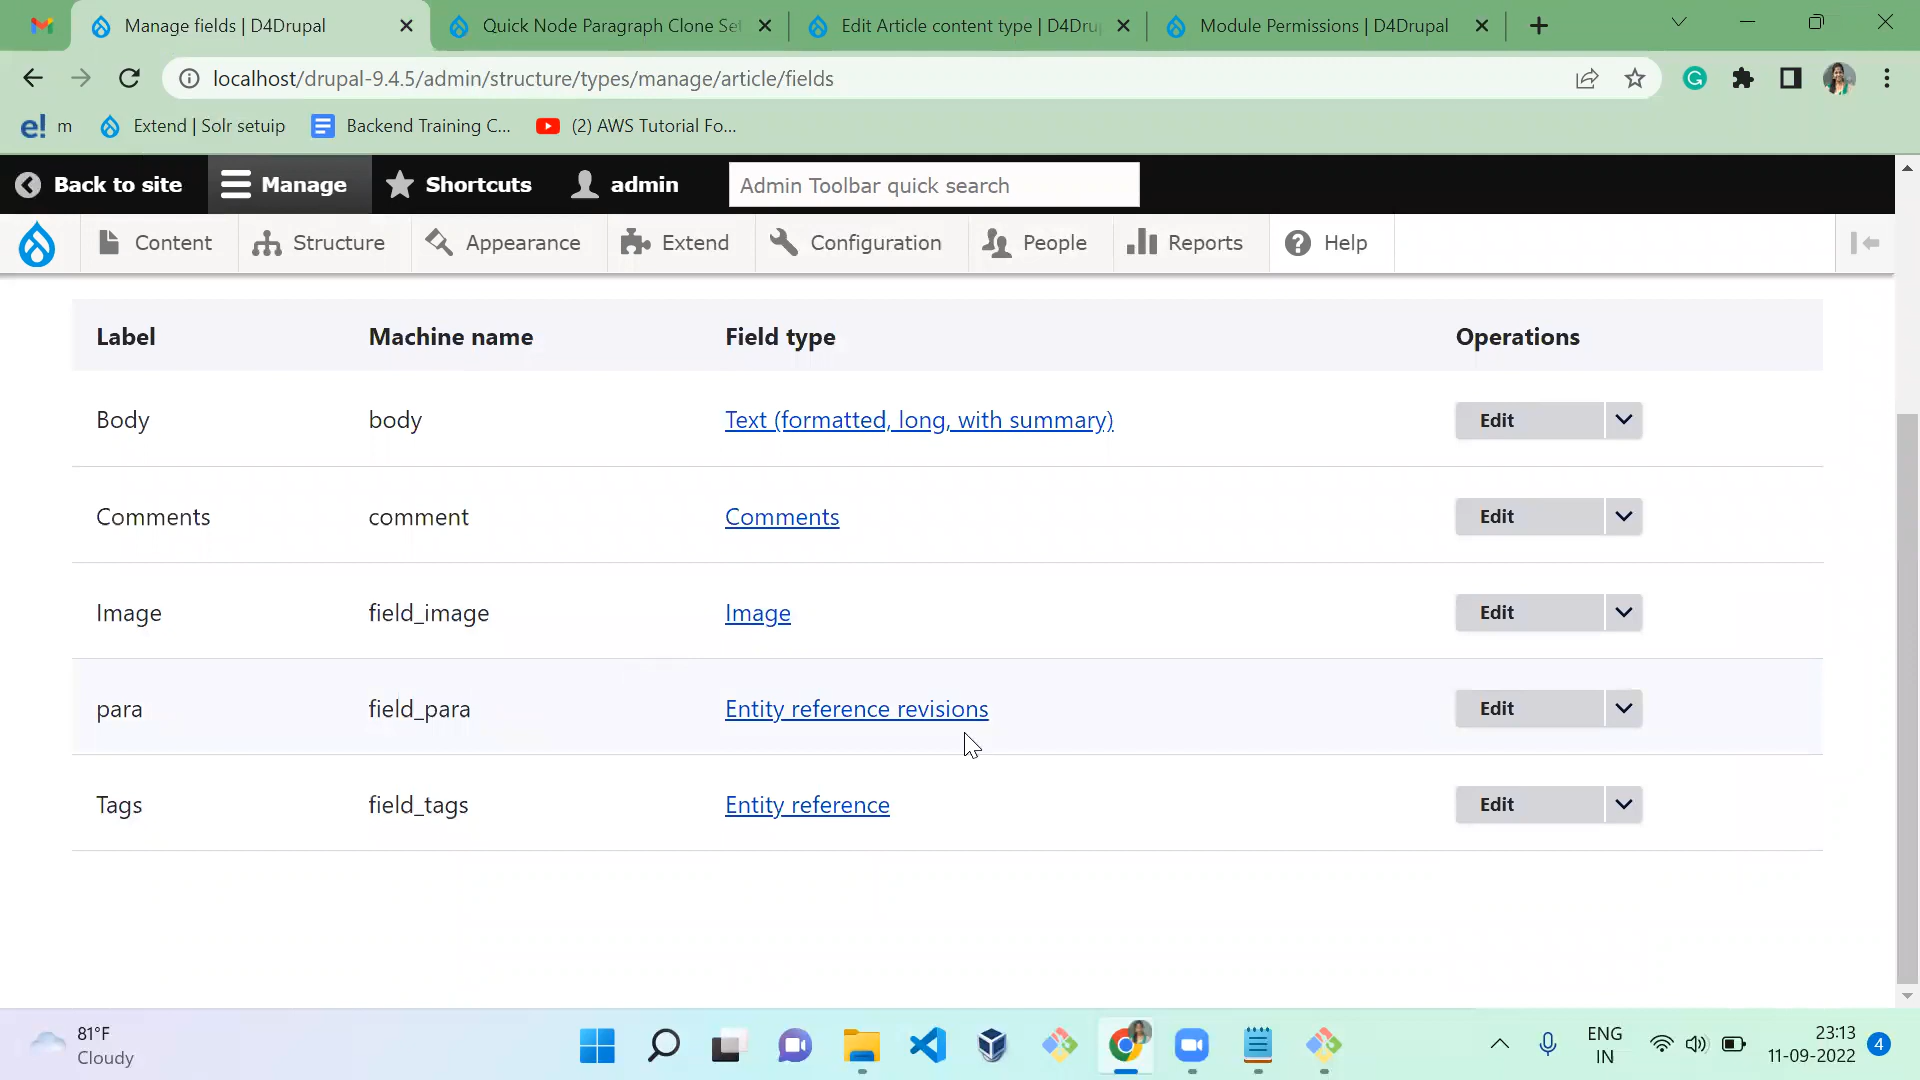 Manage fields | D4Drupal
Quick Node Paragraph Clone Set
Edit Article content type | D4Dru
Module Permissions | D4Drupal
localhost/drupal-9.4.5/admin/structure/types/manage/article/fields
e! m
Extend | Solr setuip
Backend Training C...
(2) AWS Tutorial Fo...
Back to site
Manage
Shortcuts
admin
Admin Toolbar quick search
Content
Structure
Appearance
Extend
Configuration
People
Reports
Help
Label Machine name Field type Operations
Body body Text (formatted, long, with summary) Edit
Comments comment Comments Edit
Image field_image Image Edit
para field_para Entity reference revisions Edit
Tags field_tags Entity reference Edit
81°F
Cloudy
ENG
IN
23:13
11-09-2022
4